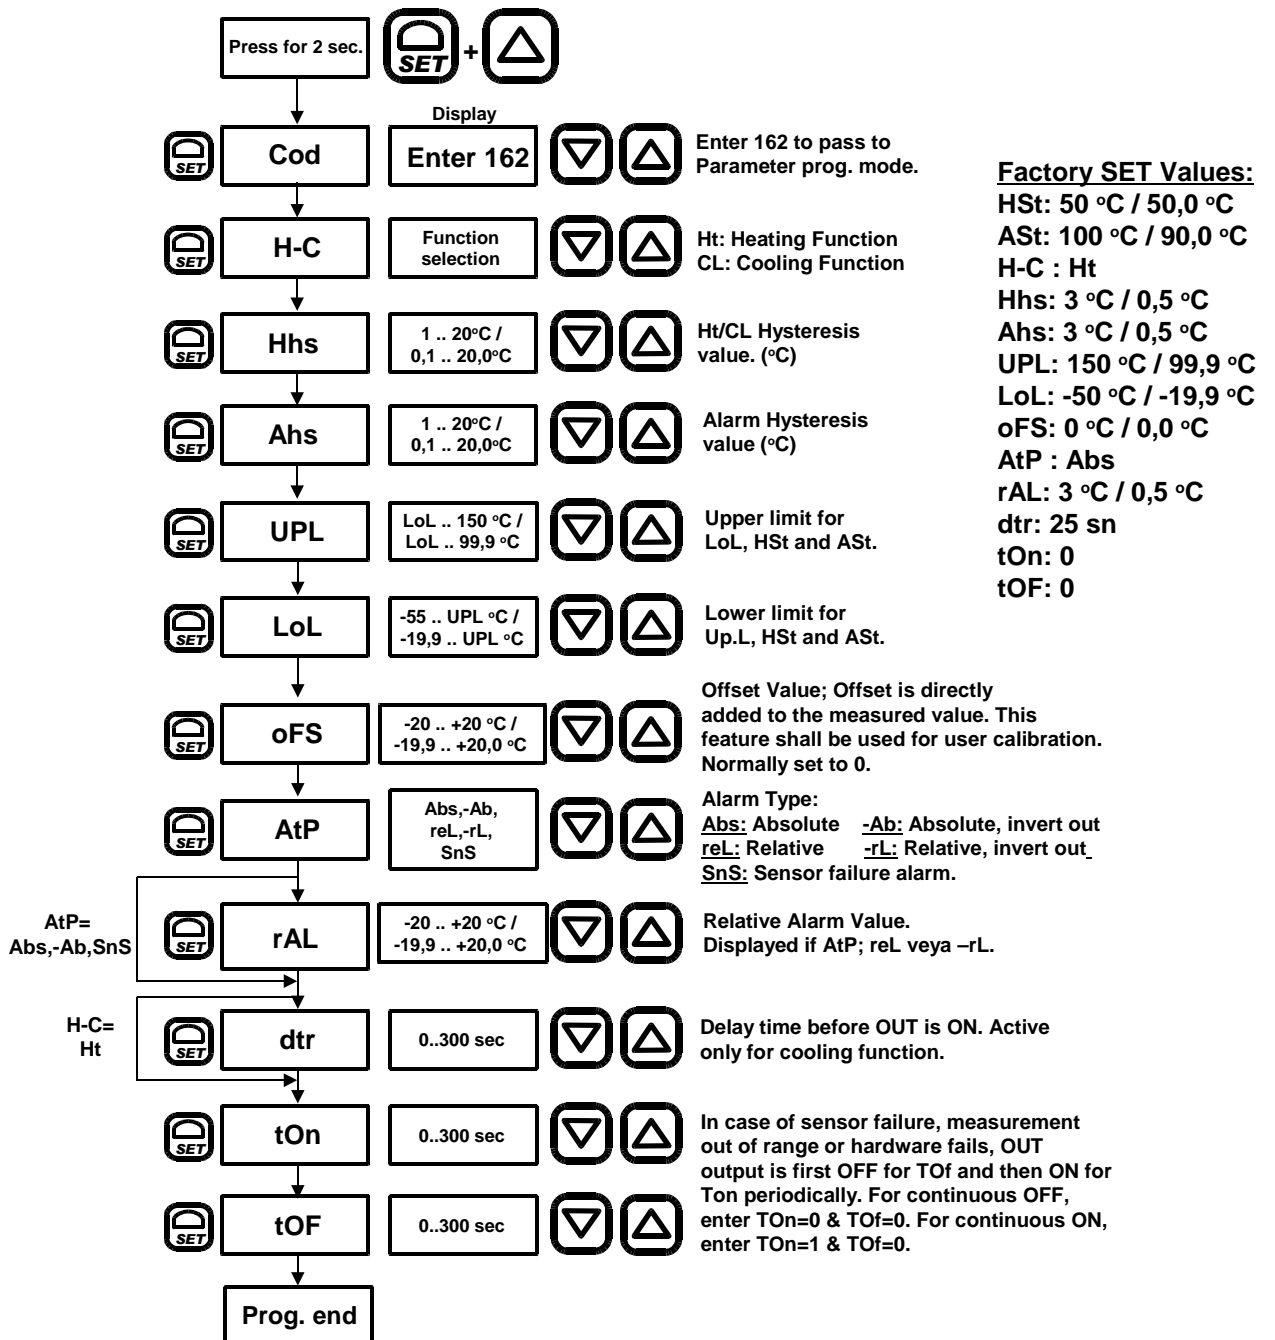 Press for 2 sec.
SET
+
Display
SET
Cod
Enter 162
Enter 162 to pass to
Parameter prog. mode.
SET
H-C
Function
selection
Ht: Heating Function
CL: Cooling Function
SET
Hhs
1 .. 20°C /
0,1 .. 20,0°C
Ht/CL Hysteresis
value. (°C)
SET
Ahs
1 .. 20°C /
0,1 .. 20,0°C
Alarm Hysteresis
value (°C)
SET
UPL
LoL .. 150 °C /
LoL .. 99,9 °C
Upper limit for
LoL, HSt and ASt.
SET
LoL
-55 .. UPL °C /
-19,9 .. UPL °C
Lower limit for
Up.L, HSt and ASt.
SET
oFS
-20 .. +20 °C /
-19,9 .. +20,0 °C
Offset Value; Offset is directly
added to the measured value. This
feature shall be used for user calibration.
Normally set to 0.
SET
AtP
Abs,-Ab,
reL,-rL,
SnS
Alarm Type:
Abs: Absolute -Ab: Absolute, invert out
reL: Relative -rL: Relative, invert out
SnS: Sensor failure alarm.
AtP=
Abs,-Ab,SnS
SET
rAL
-20 .. +20 °C /
-19,9 .. +20,0 °C
Relative Alarm Value.
Displayed if AtP; reL veya –rL.
H-C=
Ht
SET
dtr
0..300 sec
Delay time before OUT is ON. Active
only for cooling function.
SET
tOn
0..300 sec
In case of sensor failure, measurement
out of range or hardware fails, OUT
output is first OFF for TOf and then ON for
Ton periodically. For continuous OFF,
enter TOn=0 & TOf=0. For continuous ON,
enter TOn=1 & TOf=0.
SET
tOF
0..300 sec
Prog. end
Factory SET Values:
HSt: 50 °C / 50,0 °C
ASt: 100 °C / 90,0 °C
H-C : Ht
Hhs: 3 °C / 0,5 °C
Ahs: 3 °C / 0,5 °C
UPL: 150 °C / 99,9 °C
LoL: -50 °C / -19,9 °C
oFS: 0 °C / 0,0 °C
AtP : Abs
rAL: 3 °C / 0,5 °C
dtr: 25 sn
tOn: 0
tOF: 0